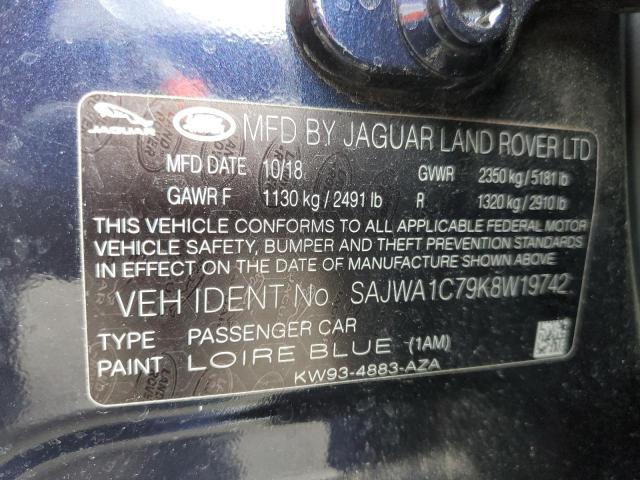 JAGUAR LAND ROVER MFD BY JAGUAR LAND ROVER LTD
MFD DATE 10/18 GVWR 2350 kg / 5181 lb
GAWR F 1130 kg / 2491 lb R 1320 kg / 2910 lb
THIS VEHICLE CONFORMS TO ALL APPLICABLE FEDERAL MOTOR
VEHICLE SAFETY, BUMPER AND THEFT PREVENTION STANDARDS
IN EFFECT ON THE DATE OF MANUFACTURE SHOWN ABOVE
VEH IDENT No. SAJWA1C79K8W19742
TYPE PASSENGER CAR
PAINT LOIRE BLUE (1AM)
KW93-4883-AZA